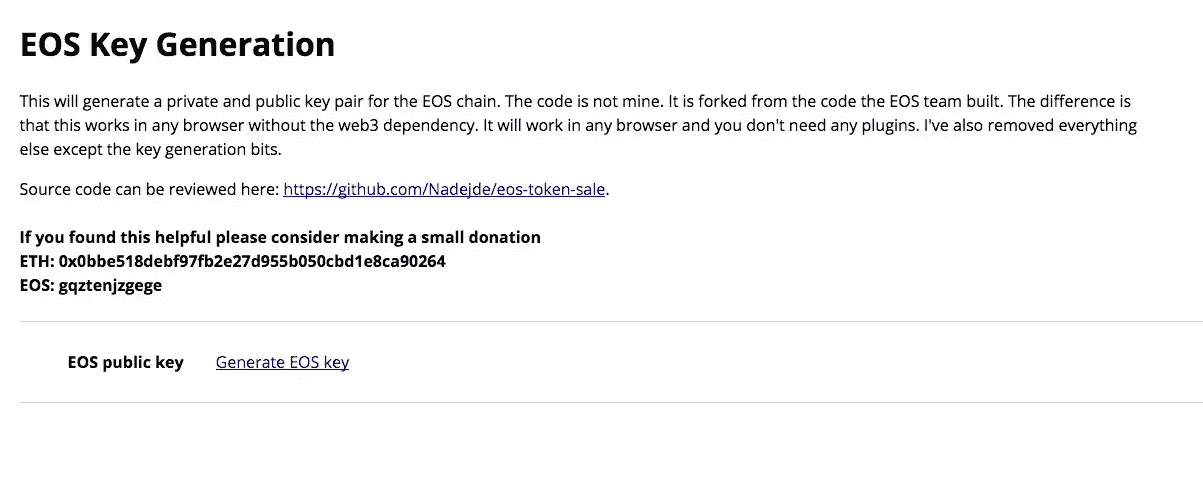 EOS Key Generation
This will generate a private and public key pair for the EOS chain. The code is not mine. It is forked from the code the EOS team built. The difference is
that this works in any browser without the web3 dependency. It will work in any browser and you don't need any plugins. I've also removed everything
else except the key generation bits.
Source code can be reviewed here: https://github.com/Nadejde/eos-token-sale.
If you found this helpful please consider making a small donation
ETH: 0x0bbe518debf97fb2e27d955b050cbd1e8ca90264
EOS: gqztenjzgege
EOS public key Generate EOS key